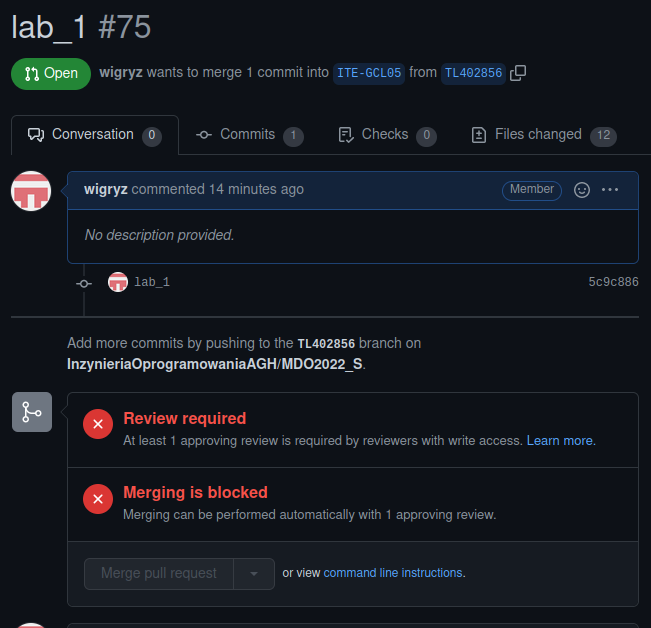 lab_1 #75
Open wigryz wants to merge 1 commit into ITE-GCL05 from TL402856
Conversation 0 Commits 1 Checks 0 Files changed 12
wigryz commented 14 minutes ago Member
No description provided.
lab_1 5c9c886
Add more commits by pushing to the TL402856 branch on
InzynieriaOprogramowaniaAGH/MDO2022_S.
Review required
At least 1 approving review is required by reviewers with write access. Learn more.
Merging is blocked
Merging can be performed automatically with 1 approving review.
Merge pull request or view command line instructions.